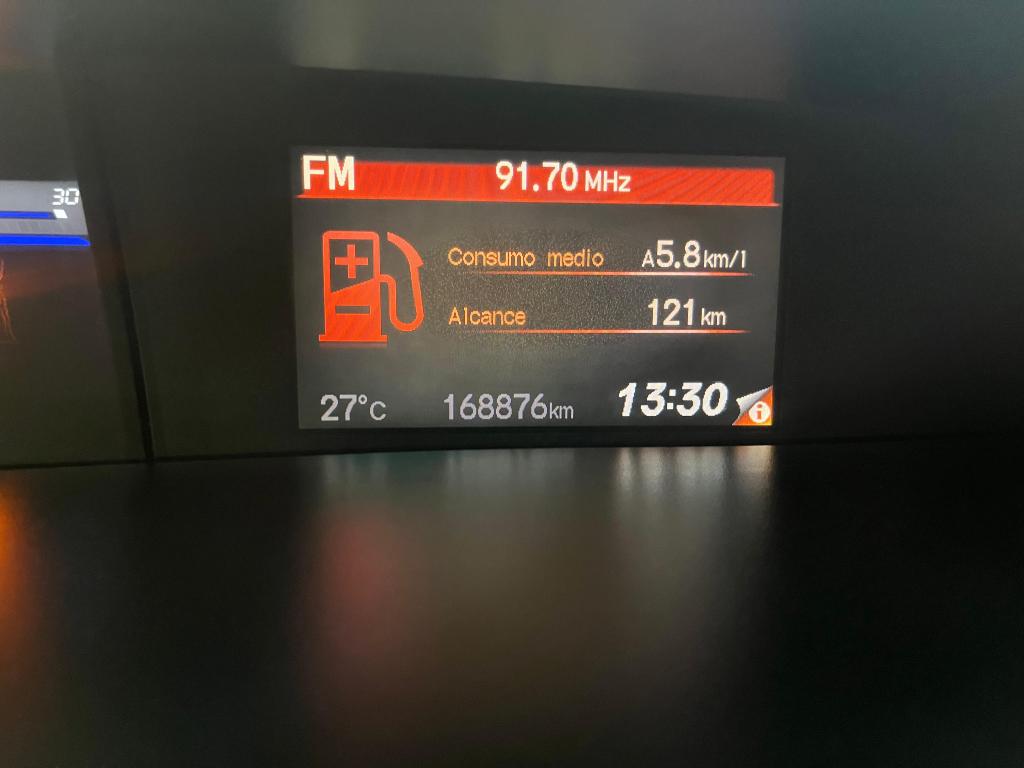 FM 91.70 MHz
30
Consumo medio A5.8 km/l
Alcance 121 km
27°C 168876km 13:30